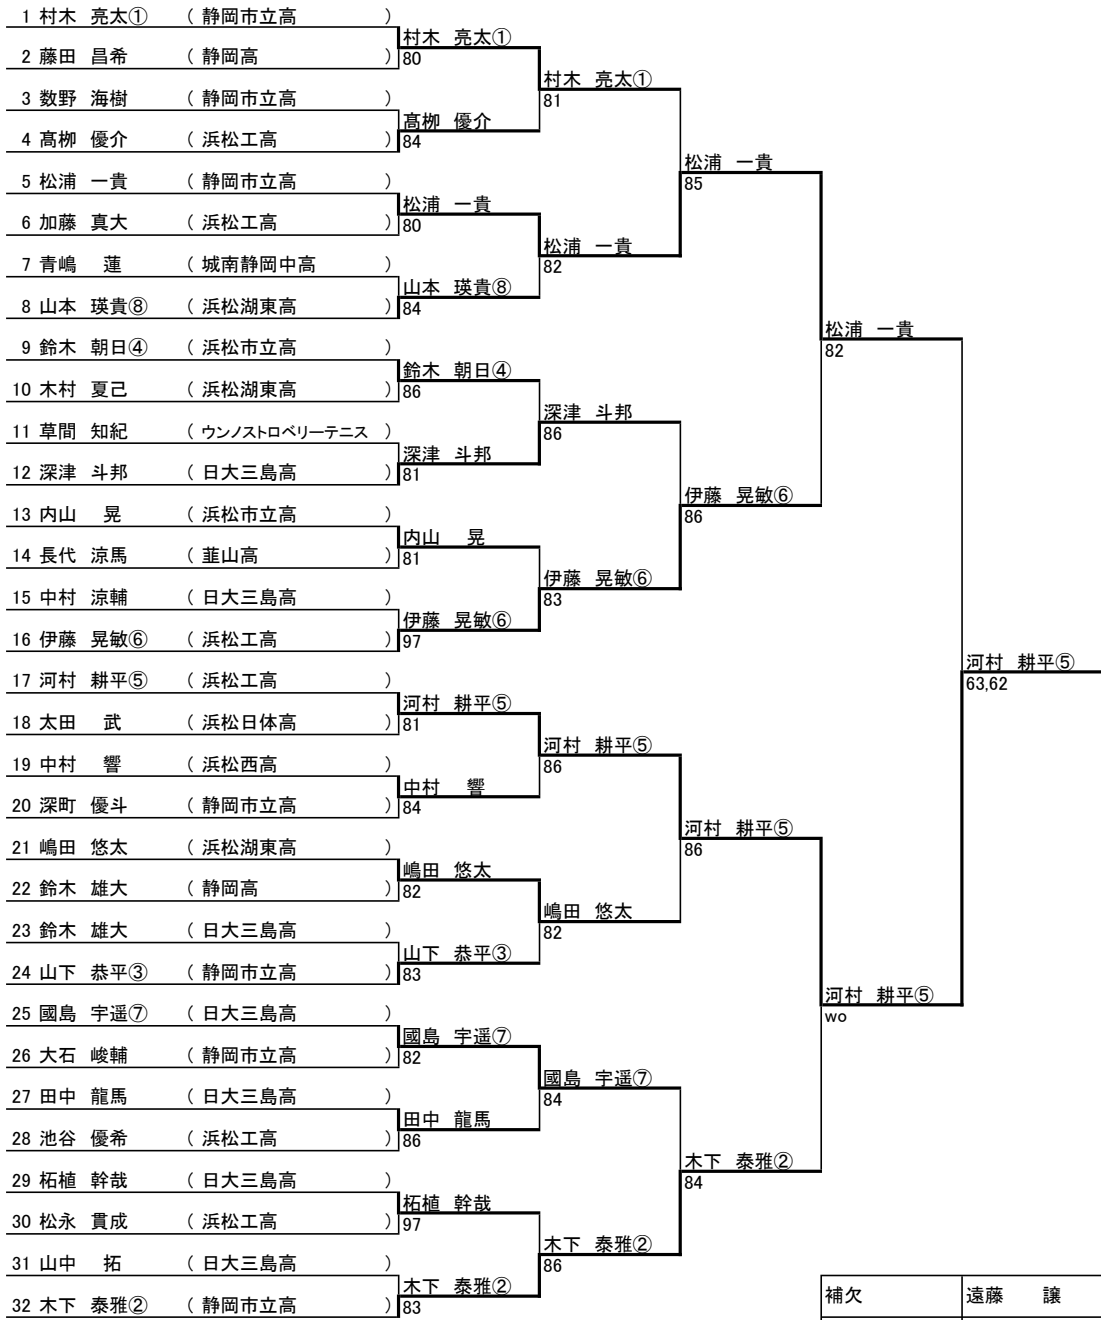 1 村木 亮太① ( 静岡市立高 )
村木 亮太①
2 藤田 昌希 ( 静岡高 ) 80
村木 亮太①
81
3 数野 海樹 ( 静岡市立高 )
髙栁 優介
4 髙栁 優介 ( 浜松工高 ) 84
松浦 一貴
85
5 松浦 一貴 ( 静岡市立高 )
松浦 一貴
6 加藤 真大 ( 浜松工高 ) 80
松浦 一貴
82
7 青嶋 蓮 ( 城南静岡中高 )
山本 瑛貴⑧
8 山本 瑛貴⑧ ( 浜松湖東高 ) 84
松浦 一貴
82
9 鈴木 朝日④ ( 浜松市立高 )
鈴木 朝日④
10 木村 夏己 ( 浜松湖東高 ) 86
深津 斗邦
86
11 草間 知紀 ( ウンノストロベリーテニス )
深津 斗邦
12 深津 斗邦 ( 日大三島高 ) 81
伊藤 晃敏⑥
86
13 内山 晃 ( 浜松市立高 )
内山 晃
14 長代 涼馬 ( 韮山高 ) 81
伊藤 晃敏⑥
83
15 中村 涼輔 ( 日大三島高 )
伊藤 晃敏⑥
16 伊藤 晃敏⑥ ( 浜松工高 ) 97
河村 耕平⑤
63,62
17 河村 耕平⑤ ( 浜松工高 )
河村 耕平⑤
18 太田 武 ( 浜松日体高 ) 81
河村 耕平⑤
86
19 中村 響 ( 浜松西高 )
中村 響
20 深町 優斗 ( 静岡市立高 ) 84
河村 耕平⑤
86
21 嶋田 悠太 ( 浜松湖東高 )
嶋田 悠太
22 鈴木 雄大 ( 静岡高 ) 82
嶋田 悠太
82
23 鈴木 雄大 ( 日大三島高 )
山下 恭平③
24 山下 恭平③ ( 静岡市立高 ) 83
河村 耕平⑤
wo
25 國島 宇遥⑦ ( 日大三島高 )
國島 宇遥⑦
26 大石 峻輔 ( 静岡市立高 ) 82
國島 宇遥⑦
84
27 田中 龍馬 ( 日大三島高 )
田中 龍馬
28 池谷 優希 ( 浜松工高 ) 86
木下 泰雅②
84
29 柘植 幹哉 ( 日大三島高 )
柘植 幹哉
30 松永 貫成 ( 浜松工高 ) 97
木下 泰雅②
86
31 山中 拓 ( 日大三島高 )
木下 泰雅②
32 木下 泰雅② ( 静岡市立高 ) 83
補欠 遠藤 譲